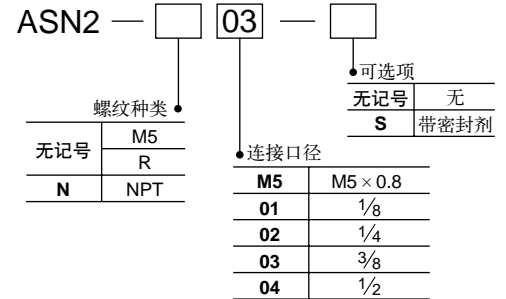 ASN2 — 03 —
可选项
无记号 无
S 带密封剂
螺纹种类
无记号 M5
R
N NPT
连接口径
M5 M5×0.8
01 1/8
02 1/4
03 3/8
04 1/2